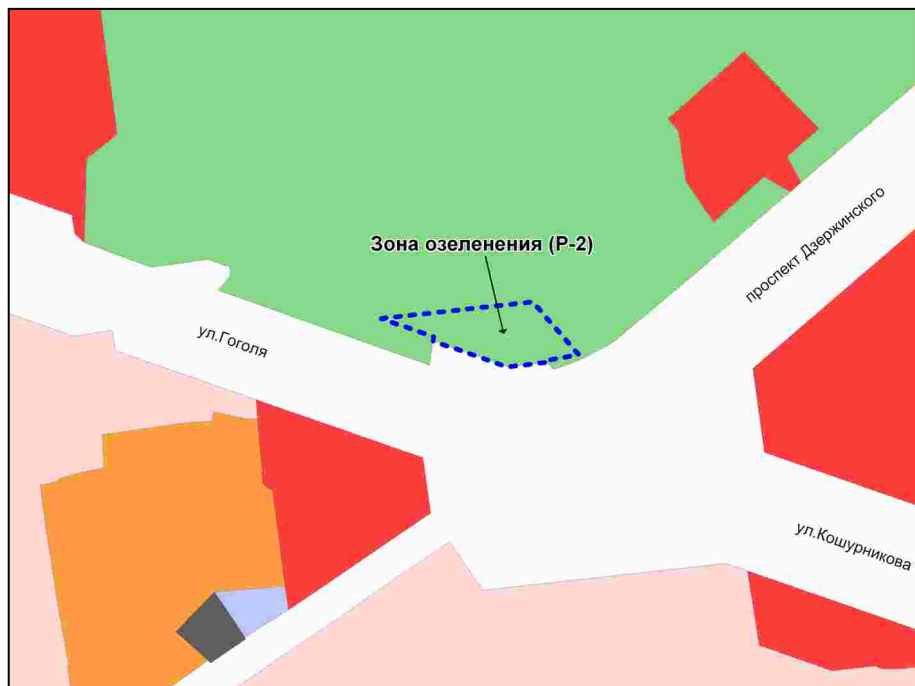 Зона озеленения (Р-2)
проспект Дзержинского
ул.Гоголя
ул.Кошурникова